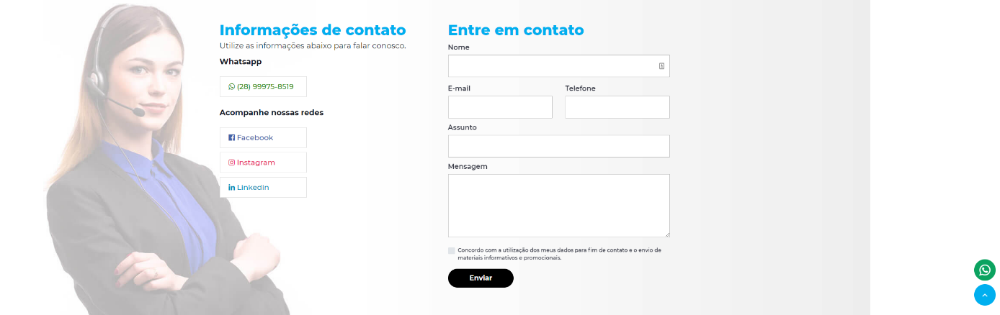 Informações de contato
Utilize as informações abaixo para falar conosco.
Whatsapp
(28) 99975-8519
Acompanhe nossas redes
Facebook
Instagram
Linkedin
Entre em contato
Nome
E-mail
Telefone
Assunto
Mensagem
Concordo com a utilização dos meus dados para fim de contato e o envio de
materiais informativos e promocionais.
Enviar